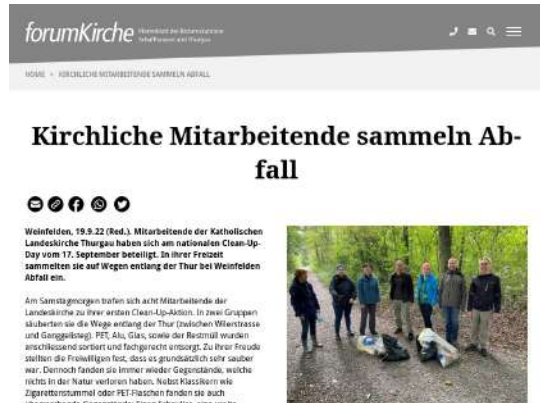 forumKirche
HOME
KIRCHLICHE MITARBEITENDE SAMMELN ABFALL
Kirchliche Mitarbeitende sammeln Ab-
fall
Weinfelden, 19.9.22 (Red.). Mitarbeitende der Katholischen
Landeskirche Thurgau haben sich am nationalen Clean-Up-
Day vom 17. September beteiligt. In ihrer Freizeit
sammelten sie auf Wegen entlang der Thur bei Weinfelden
Abfall ein.
Am Samstagmorgen trafen sich acht Mitarbeitende der
Landeskirche zu ihrer ersten Clean-Up-Aktion. In zwei Gruppen
säuberten sie die Wege entlang der Thur (zwischen Wilerstrasse
und Ganggelisteg). PET, Alu, Glas, sowie der Restmüll wurden
anschliessend sortiert und fachgerecht entsorgt. Zu ihrer Freude
stellten die Freiwilligen fest, dass es grundsätzlich sehr sauber
war. Dennoch fanden sie immer wieder Gegenstände, welche
nichts in der Natur verloren haben. Nebst Klassikern wie
Zigarettenstummel oder PET-Flaschen fanden sie auch